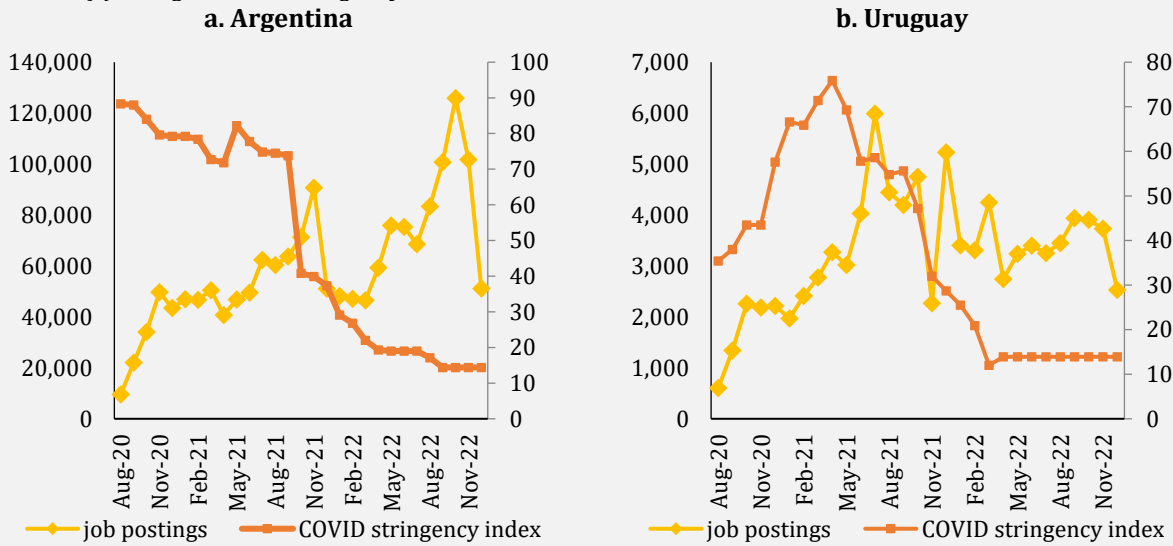 a. Argentina
140,000
120,000
100,000
80,000
60,000
40,000
20,000
0
100
90
80
70
60
50
40
30
20
10
0
Aug-20
Nov-20
Feb-21
May-21
Aug-21
Nov-21
Feb-22
May-22
Aug-22
Nov-22
job postings
COVID stringency index
b. Uruguay
7,000
6,000
5,000
4,000
3,000
2,000
1,000
0
80
70
60
50
40
30
20
10
0
Aug-20
Nov-20
Feb-21
May-21
Aug-21
Nov-21
Feb-22
May-22
Aug-22
Nov-22
job postings
COVID stringency index